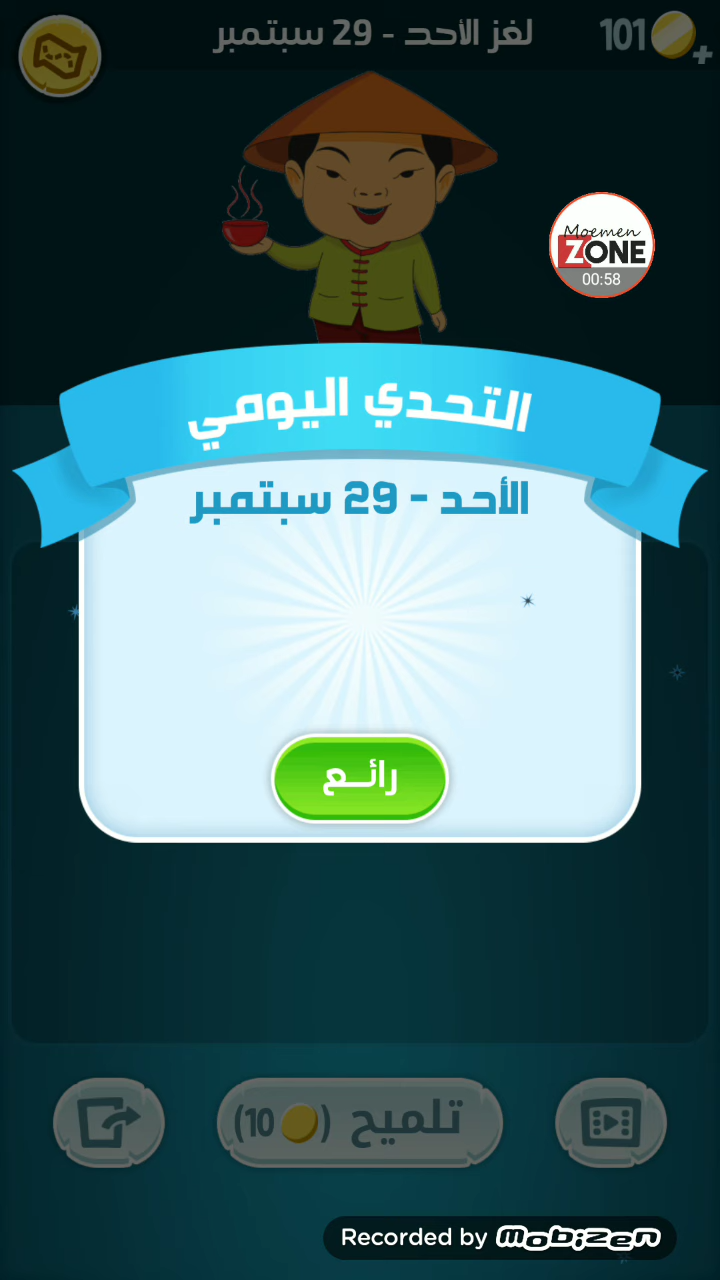 لغز الأحد - 29 سبتمبر
101
+
Moemen
ZONE
00:58
التحدي اليومي
الأحد - 29 سبتمبر
رائـع
تلميح (10)
Recorded by mobizen